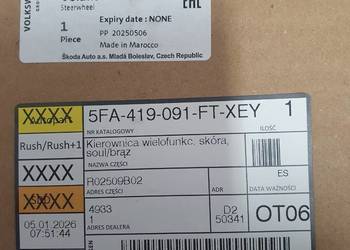 VOLKSW
Steerwheel
1
Piece
Expiry date : NONE
PP 20250506
Made in Marocco
Škoda Auto a.s. Mladá Boleslav, Czech Republic
EAC
XXXX
Rush/Rush+1
XXXX
XXXX
05.01.2026
07:51:44
5FA-419-091-FT-XEY 1
NR KATALOGOWY
ILOŚĆ
Kierownica wielofunkc. skóra,
soul/brąz
NAZWA CZĘŚCI
ES
R02509B02
ADRES CZĘŚCI
ADR
DATA WAŻNOŚCI
4933
1
ADRES DEALERA
D2
50341
OT06